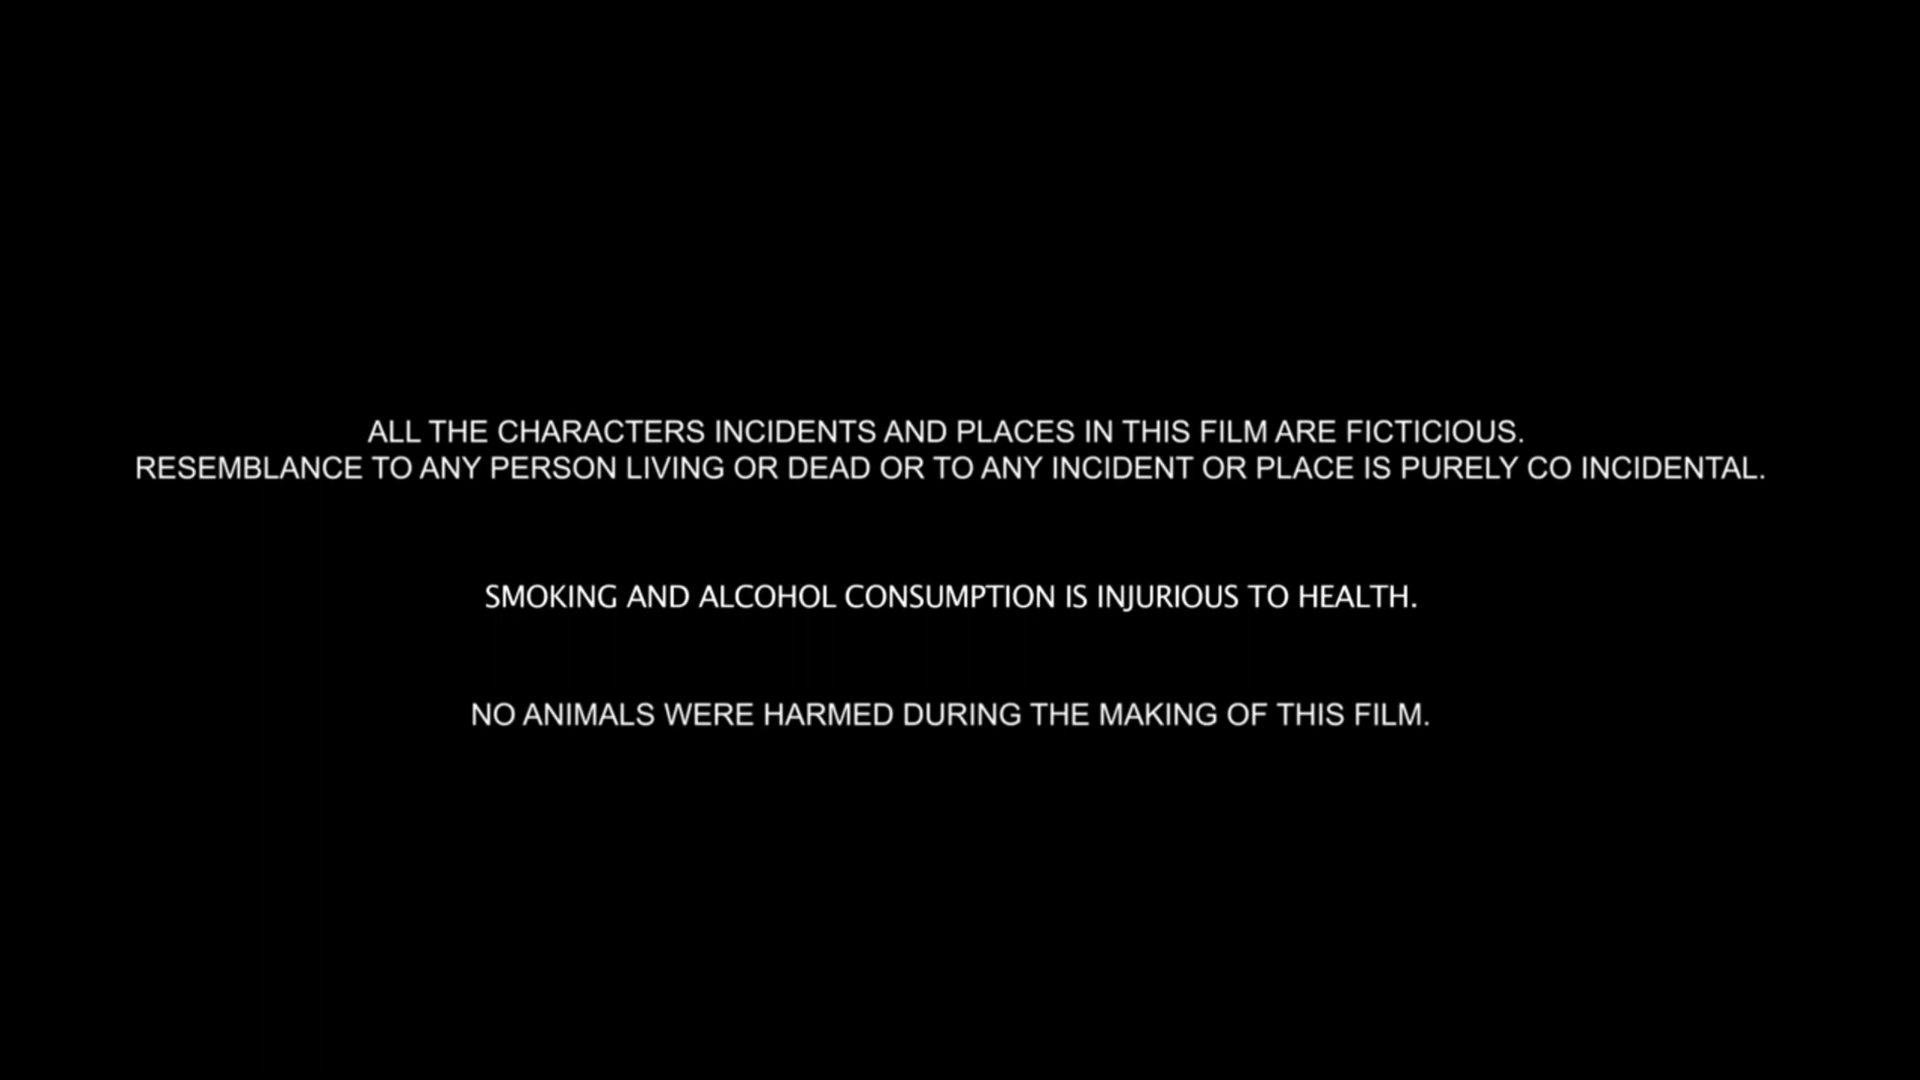 ALL THE CHARACTERS INCIDENTS AND PLACES IN THIS FILM ARE FICTICIOUS.
RESEMBLANCE TO ANY PERSON LIVING OR DEAD OR TO ANY INCIDENT OR PLACE IS PURELY CO INCIDENTAL.
SMOKING AND ALCOHOL CONSUMPTION IS INJURIOUS TO HEALTH.
NO ANIMALS WERE HARMED DURING THE MAKING OF THIS FILM.